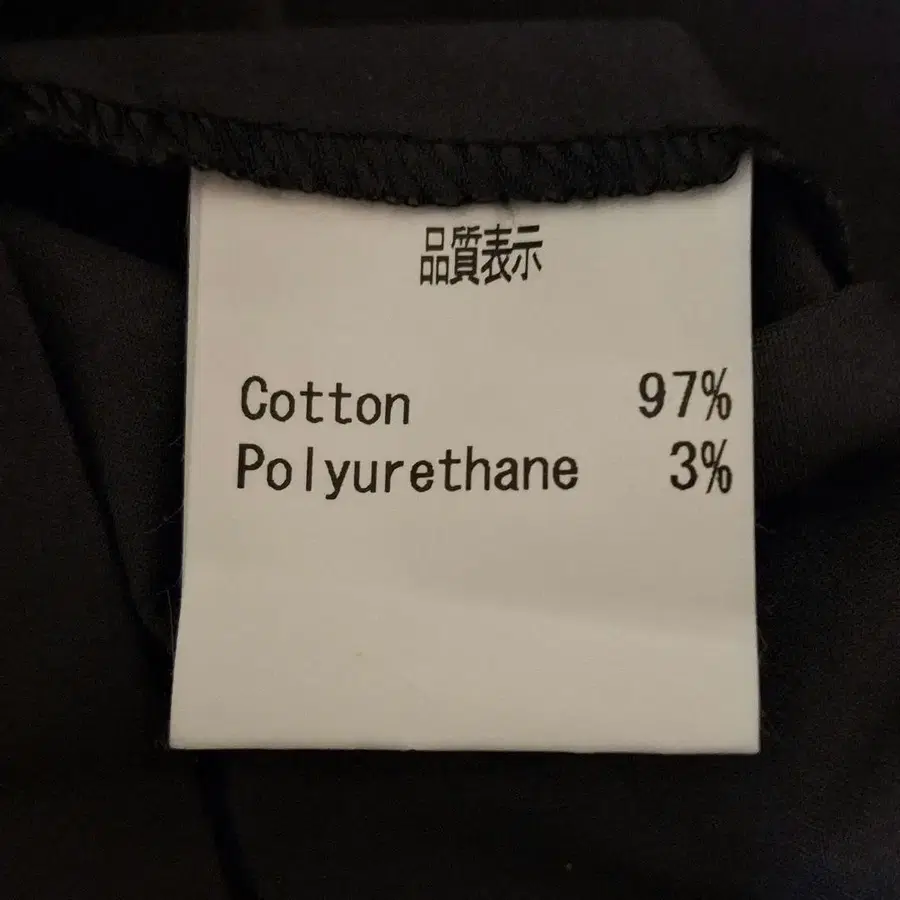 品質表示
Cotton 97%
Polyurethane 3%